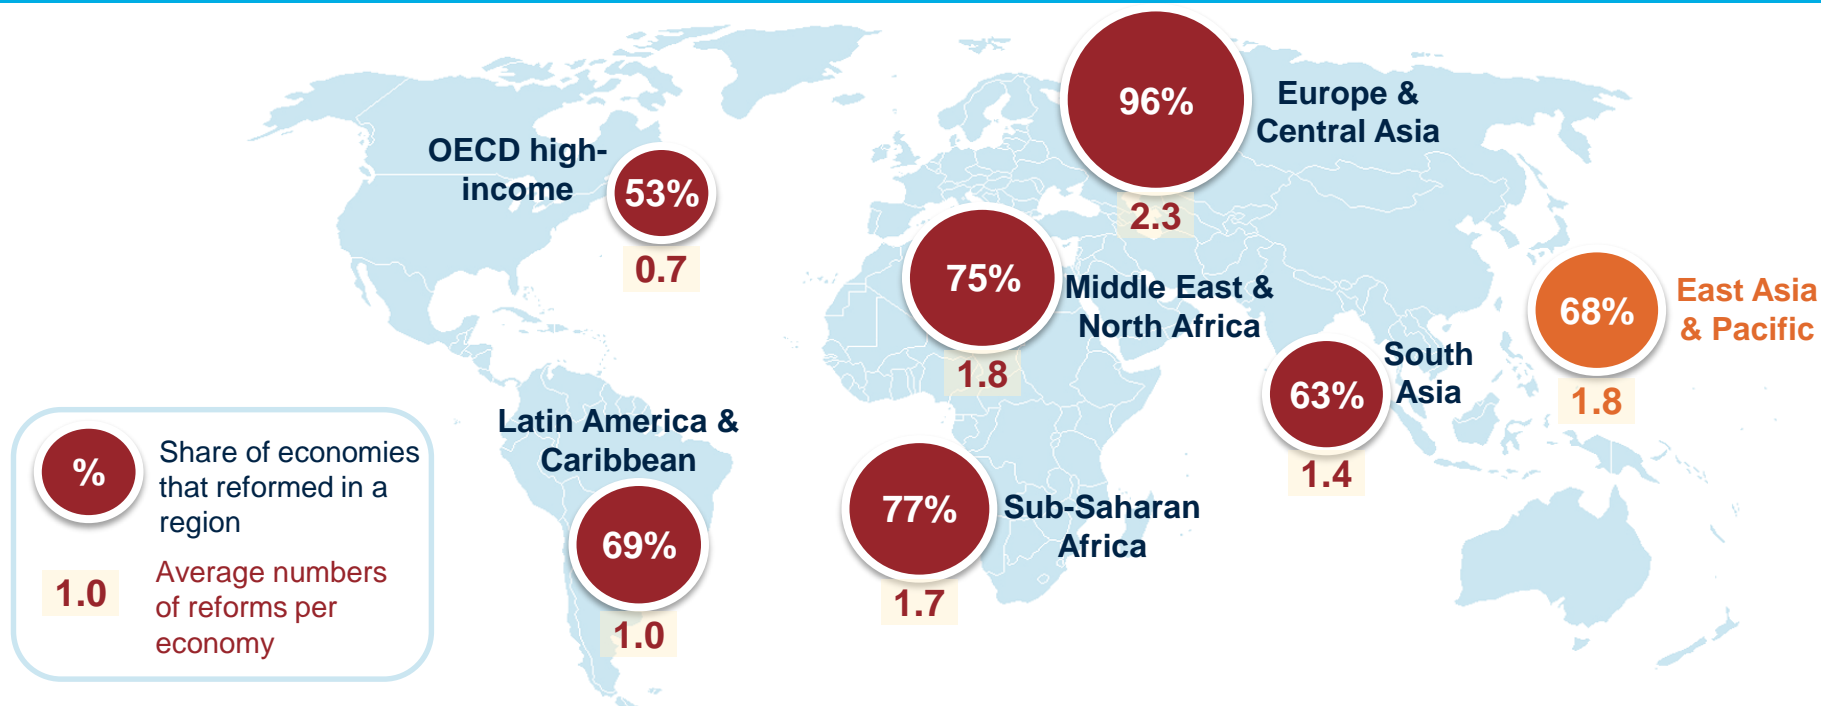 96%
Europe &
Central Asia
2.3
OECD high-
income
53%
0.7
75%
Middle East &
North Africa
1.8
68%
East Asia
& Pacific
1.8
South
Asia
63%
1.4
Latin America &
Caribbean
69%
1.0
77%
Sub-Saharan
Africa
1.7
%
Share of economies
that reformed in a
region
1.0
Average numbers
of reforms per
economy